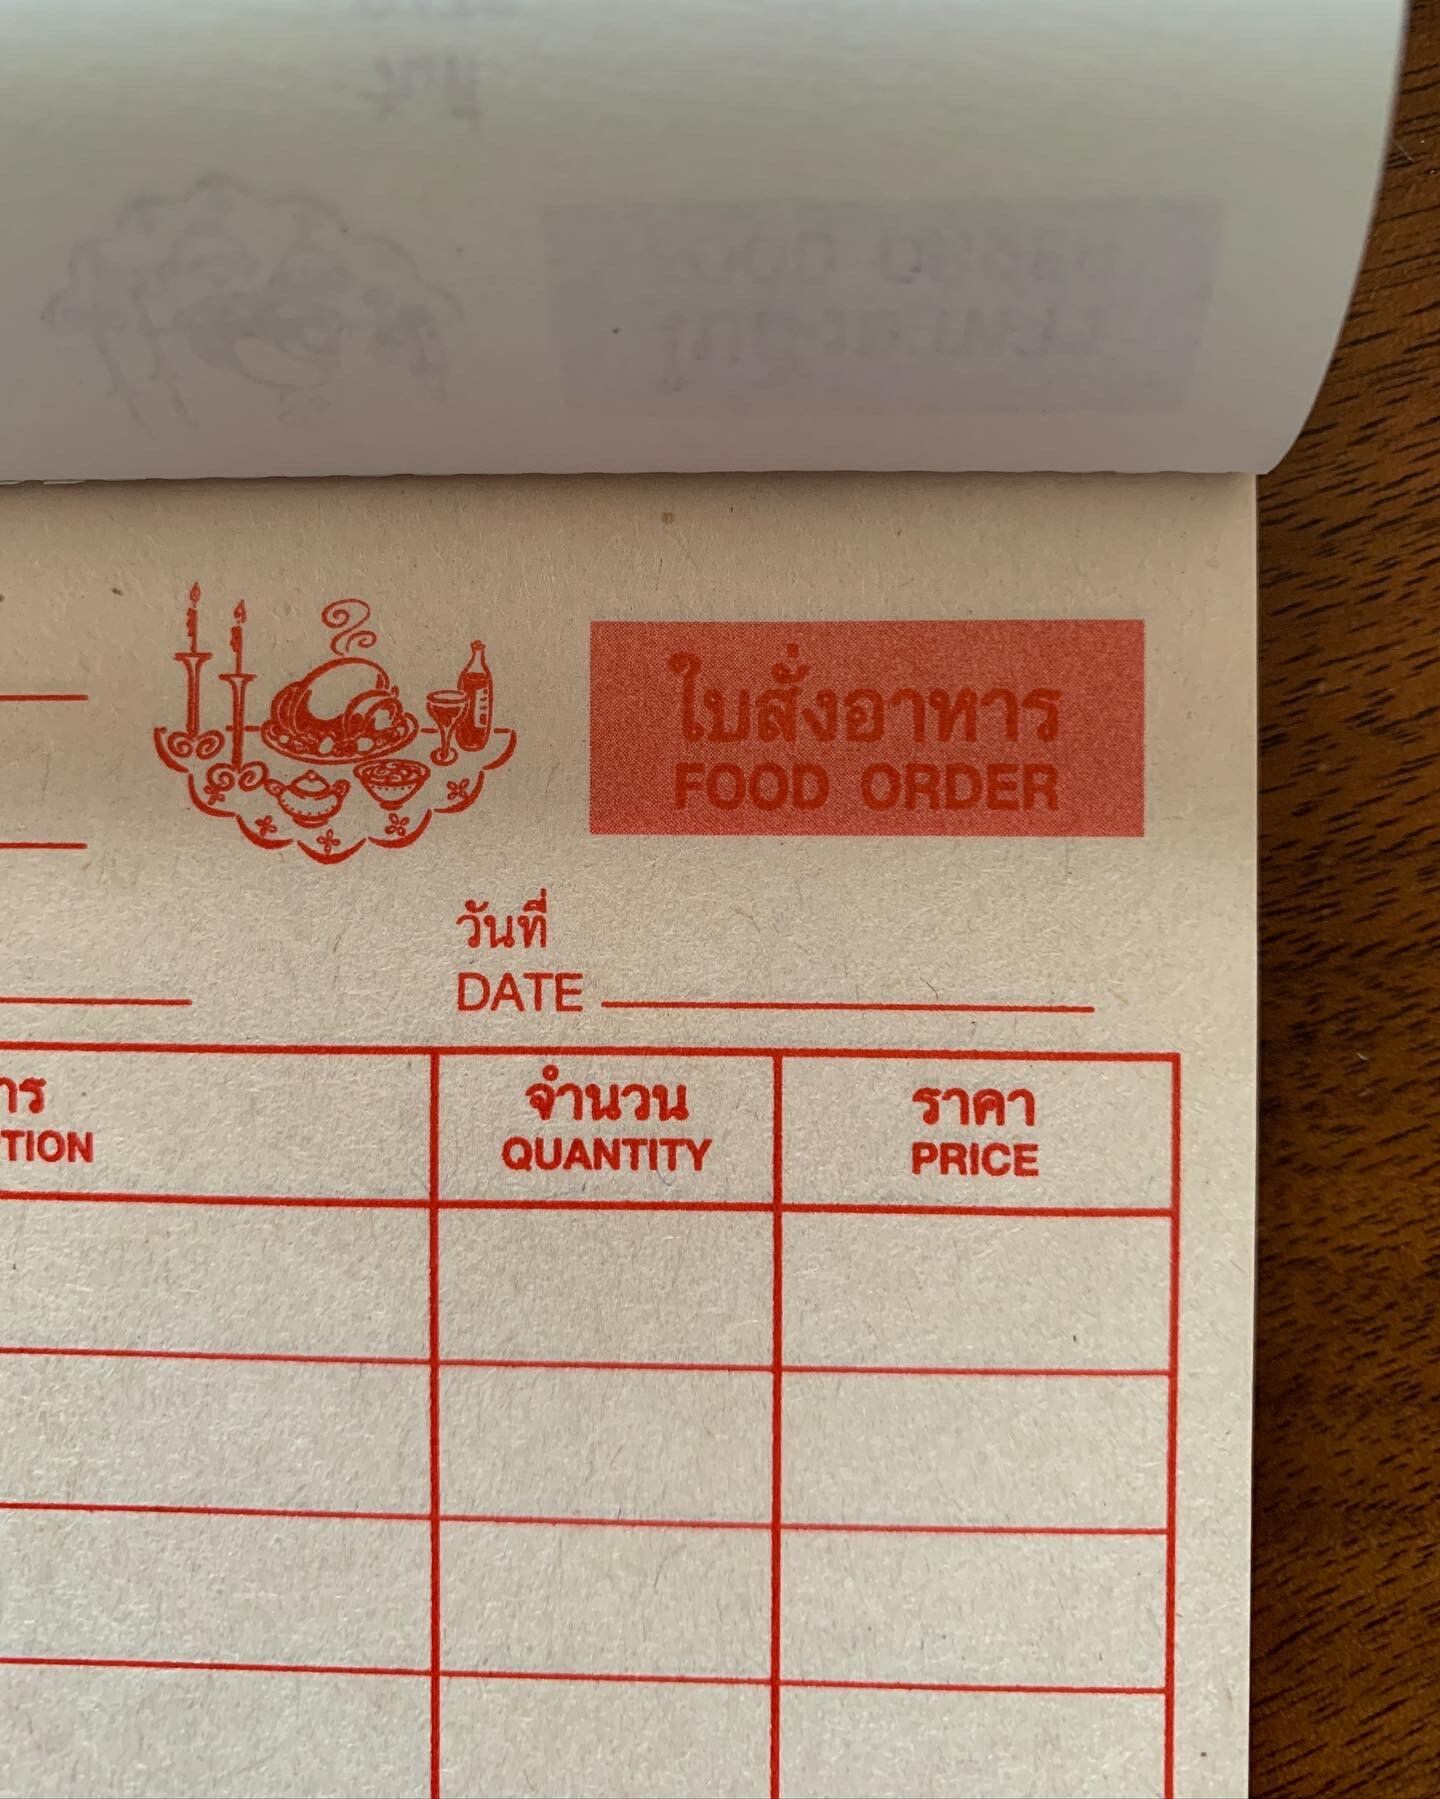 ใบสั่งอาหาร
FOOD ORDER
วันที่
DATE
จำนวน
QUANTITY
ราคา
PRICE